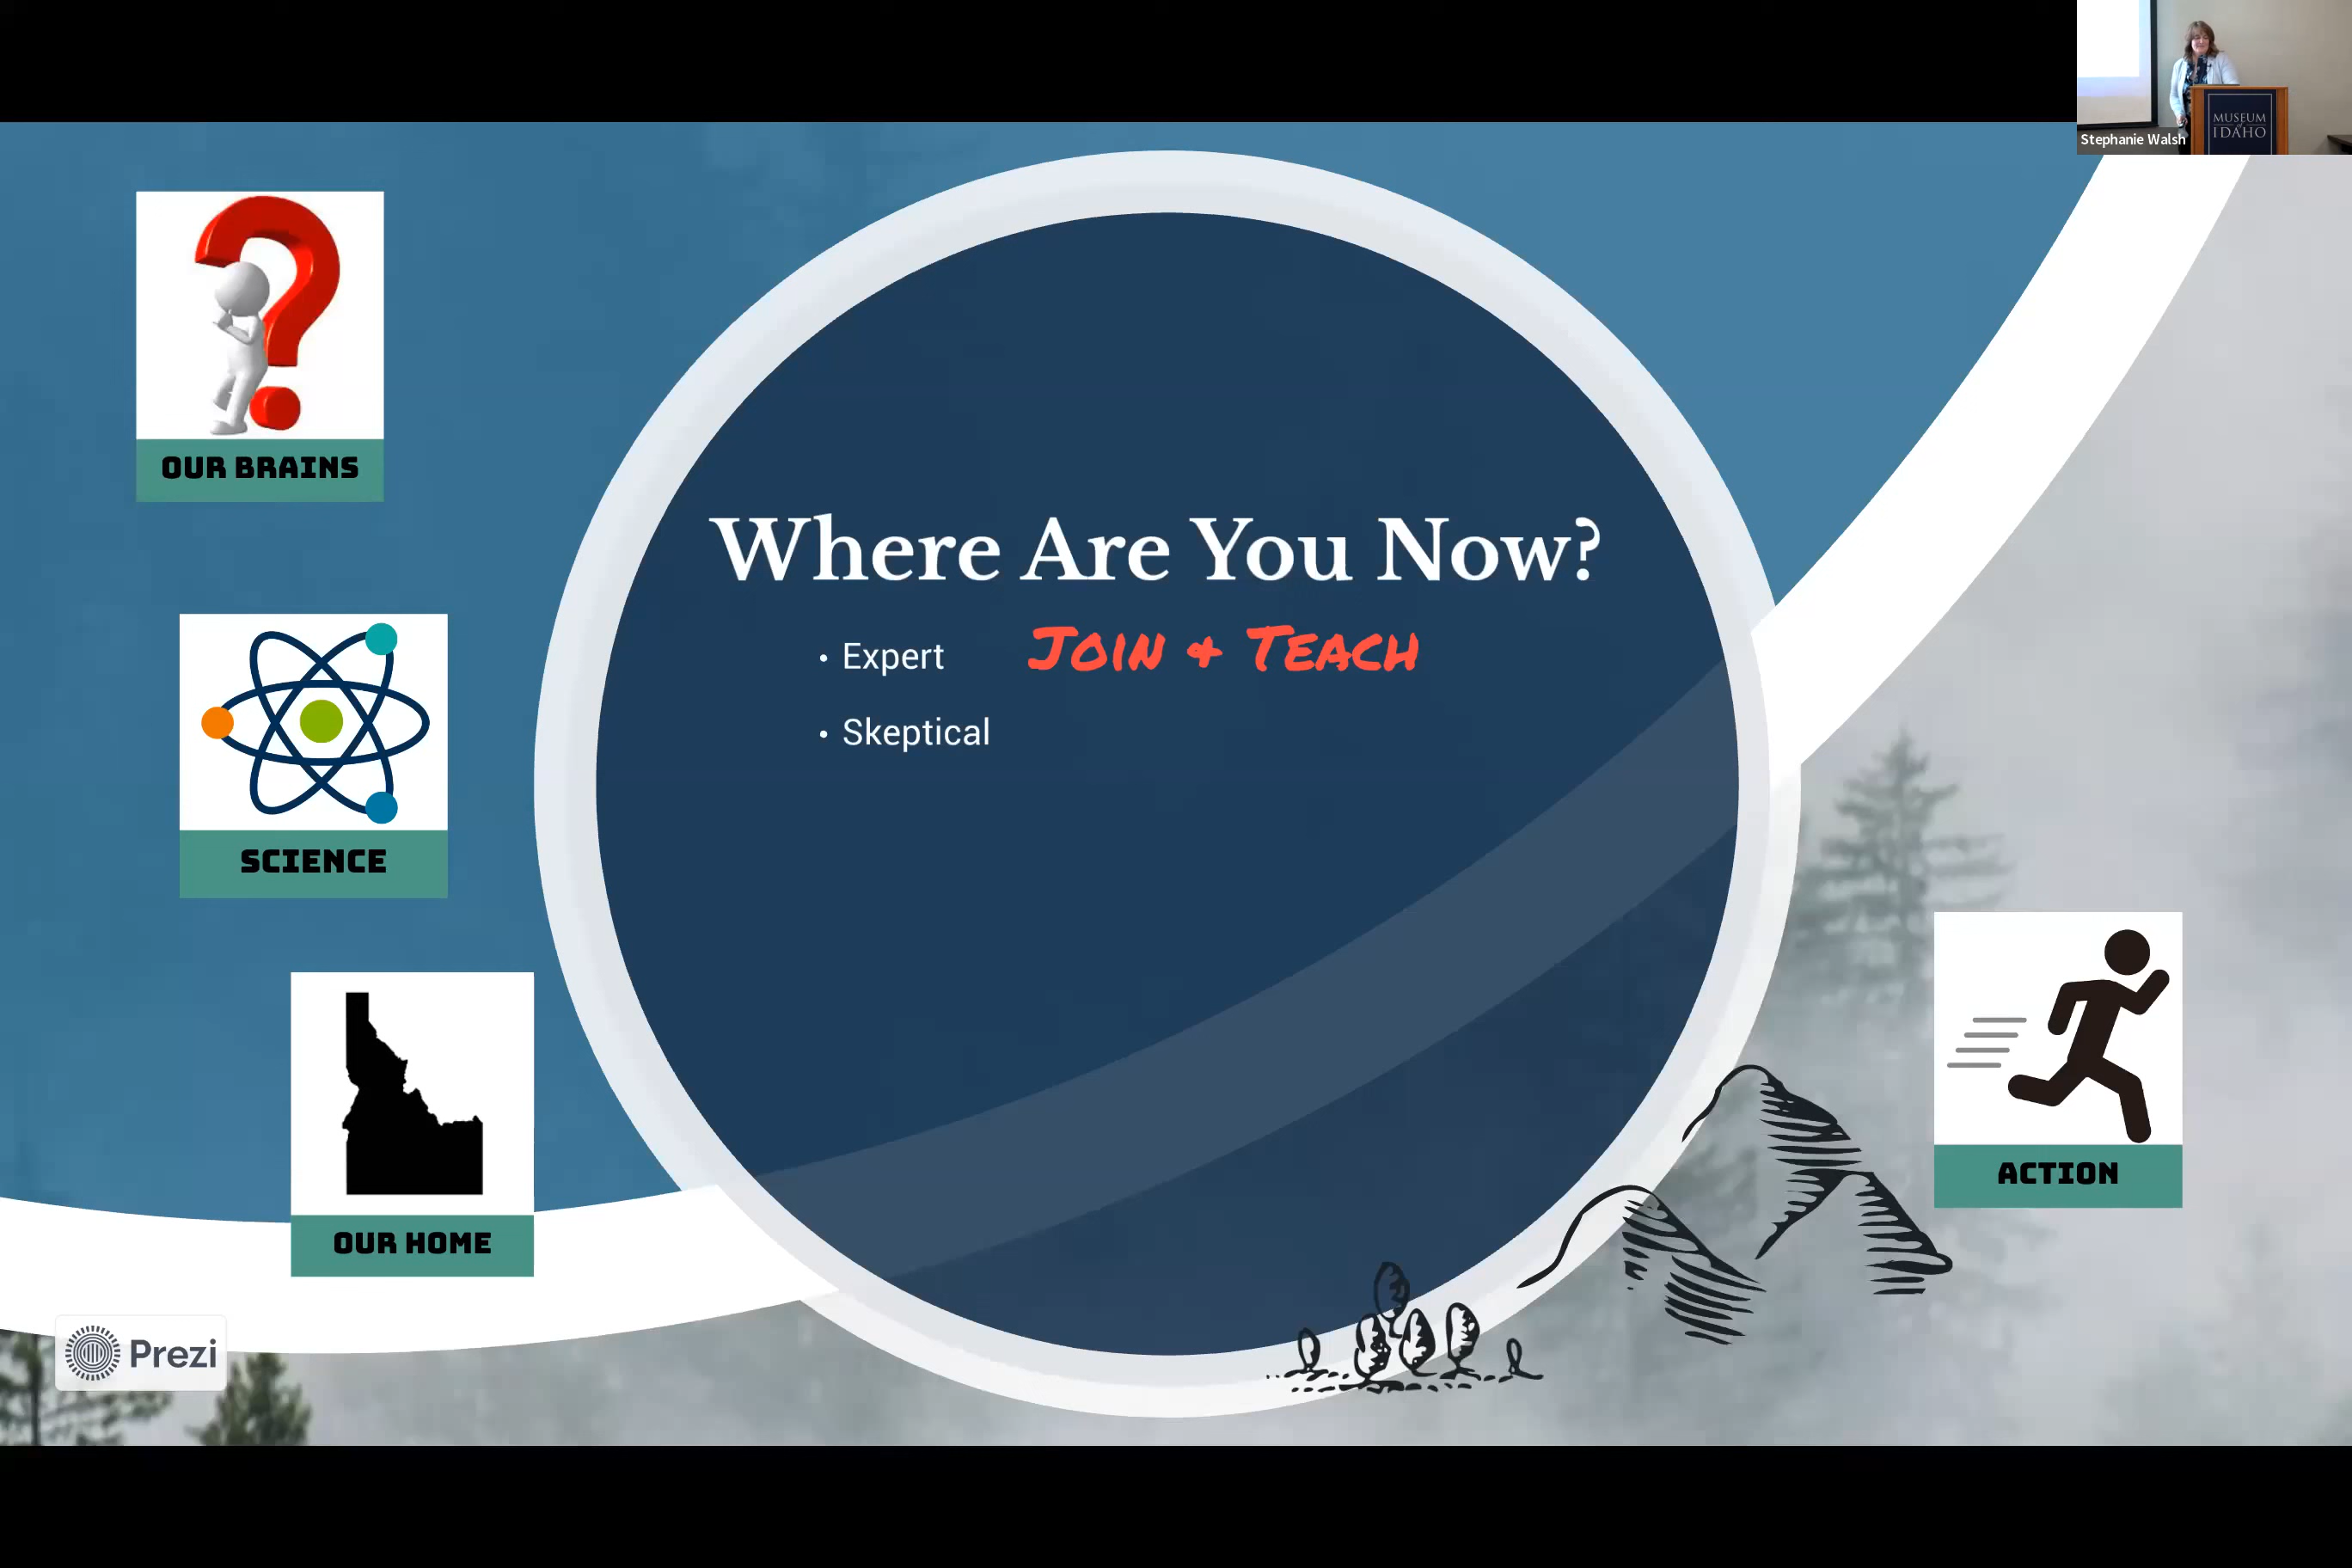 Stephanie Walsh
MUSEUM
of
IDAHO
OUR BRAINS
Where Are You Now?
• Expert
JOIN & TEACH
• Skeptical
SCIENCE
OUR HOME
ACTION
Prezi